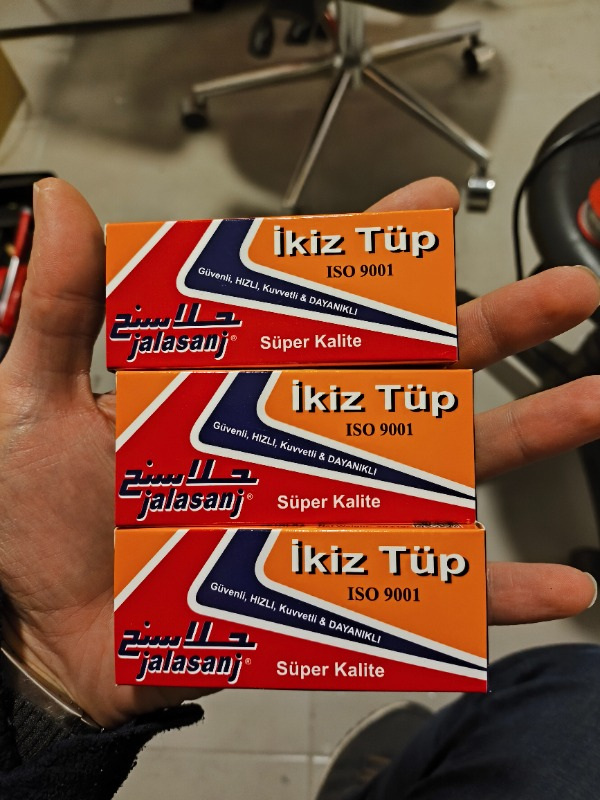 İkiz Tüp
ISO 9001
Güvenli, HIZLI, Kuvvetli & DAYANIKLI
جلاسنج
jalasanj®
Süper Kalite
İkiz Tüp
ISO 9001
Güvenli, HIZLI, Kuvvetli & DAYANIKLI
جلاسنج
jalasanj®
Süper Kalite
İkiz Tüp
ISO 9001
Güvenli, HIZLI, Kuvvetli & DAYANIKLI
جلاسنج
jalasanj®
Süper Kalite